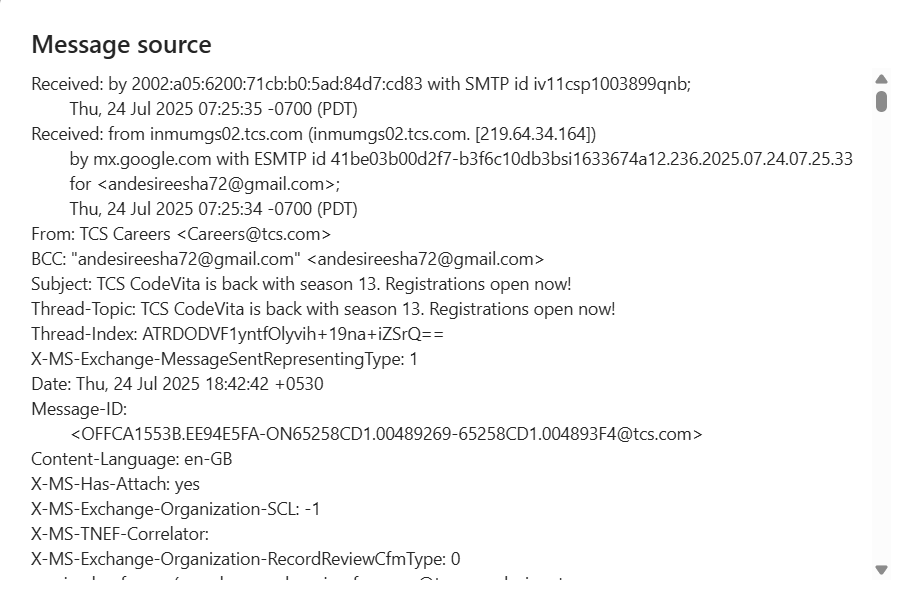 Message source
Received: by 2002:a05:6200:71cb:b0:5ad:84d7:cd83 with SMTP id iv11csp1003899qnb;
Thu, 24 Jul 2025 07:25:35 -0700 (PDT)
Received: from inmumgs02.tcs.com (inmumgs02.tcs.com. [219.64.34.164])
by mx.google.com with ESMTP id 41be03b00d2f7-b3f6c10db3bsi1633674a12.236.2025.07.24.07.25.33
for <andesireesha72@gmail.com>;
Thu, 24 Jul 2025 07:25:34 -0700 (PDT)
From: TCS Careers <Careers@tcs.com>
BCC: "andesireesha72@gmail.com" <andesireesha72@gmail.com>
Subject: TCS CodeVita is back with season 13. Registrations open now!
Thread-Topic: TCS CodeVita is back with season 13. Registrations open now!
Thread-Index: ATRDODVF1yntfOlyvih+19na+iZSrQ==
X-MS-Exchange-MessageSentRepresentingType: 1
Date: Thu, 24 Jul 2025 18:42:42 +0530
Message-ID:
<OFFCA1553B.EE94E5FA-ON65258CD1.00489269-65258CD1.004893F4@tcs.com>
Content-Language: en-GB
X-MS-Has-Attach: yes
X-MS-Exchange-Organization-SCL: -1
X-MS-TNEF-Correlator:
X-MS-Exchange-Organization-RecordReviewCfmType: 0